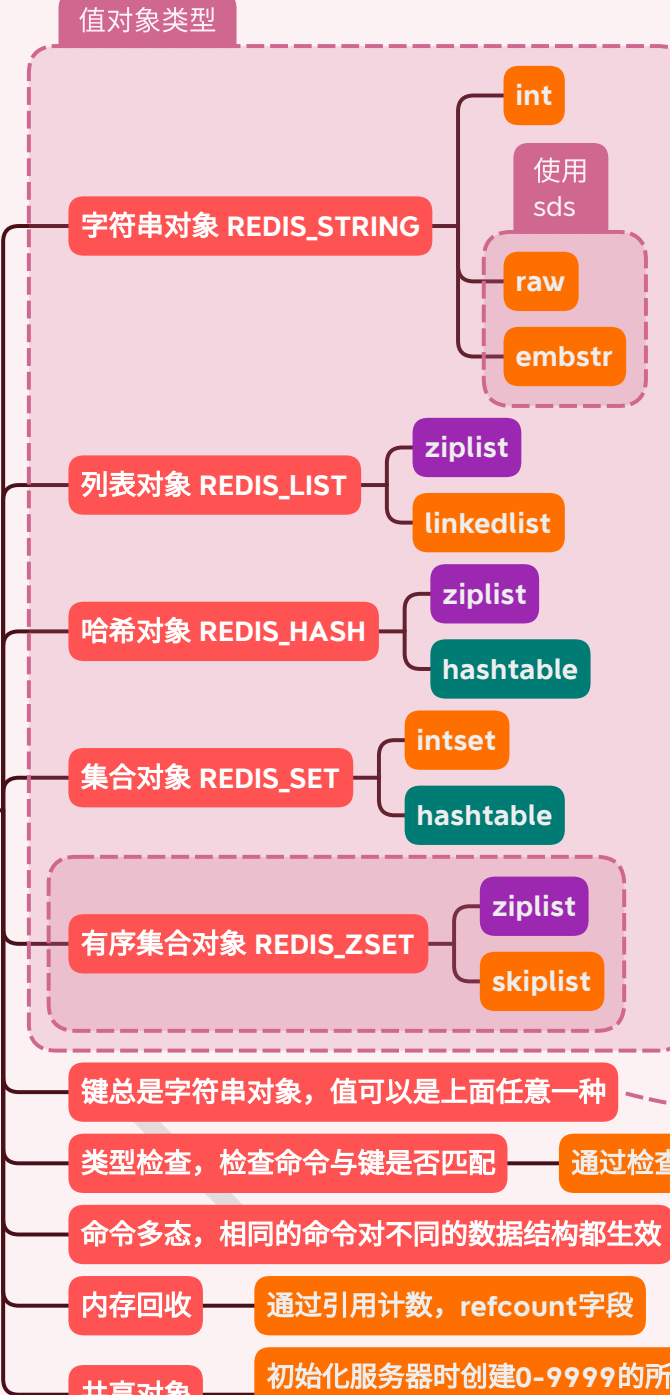 值对象类型
int
使用
sds
字符串对象 REDIS_STRING
raw
embstr
ziplist
列表对象 REDIS_LIST
linkedlist
ziplist
哈希对象 REDIS_HASH
hashtable
intset
集合对象 REDIS_SET
hashtable
ziplist
有序集合对象 REDIS_ZSET
skiplist
键总是字符串对象，值可以是上面任意一种
类型检查，检查命令与键是否匹配
通过检查
命令多态，相同的命令对不同的数据结构都生效
内存回收
通过引用计数，refcount字段
初始化服务器时创建0-9999的所
共享对象